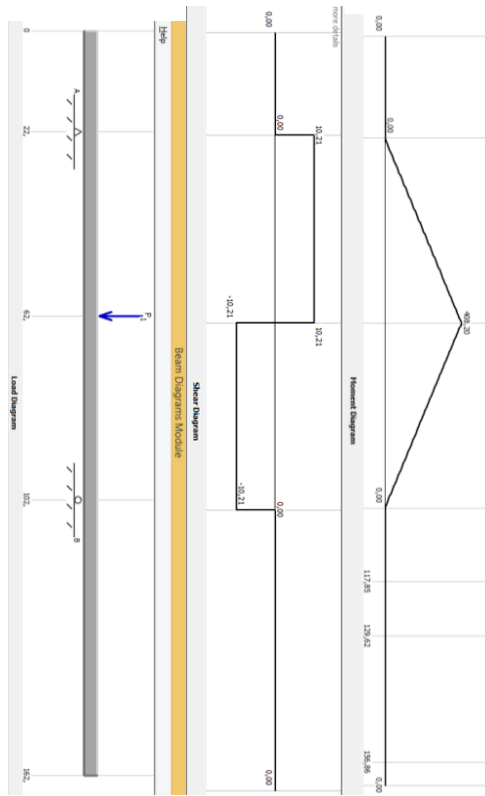 Help
Beam Diagrams Module
A
P1
B
0
22,
62,
102,
162,
Load Diagram
more details
0,00
0,00
10,21
10,21
-10,21
-10,21
0,00
0,00
Shear Diagram
0,00
0,00
408,20
0,00
0,00
117,85
129,62
156,86
Moment Diagram